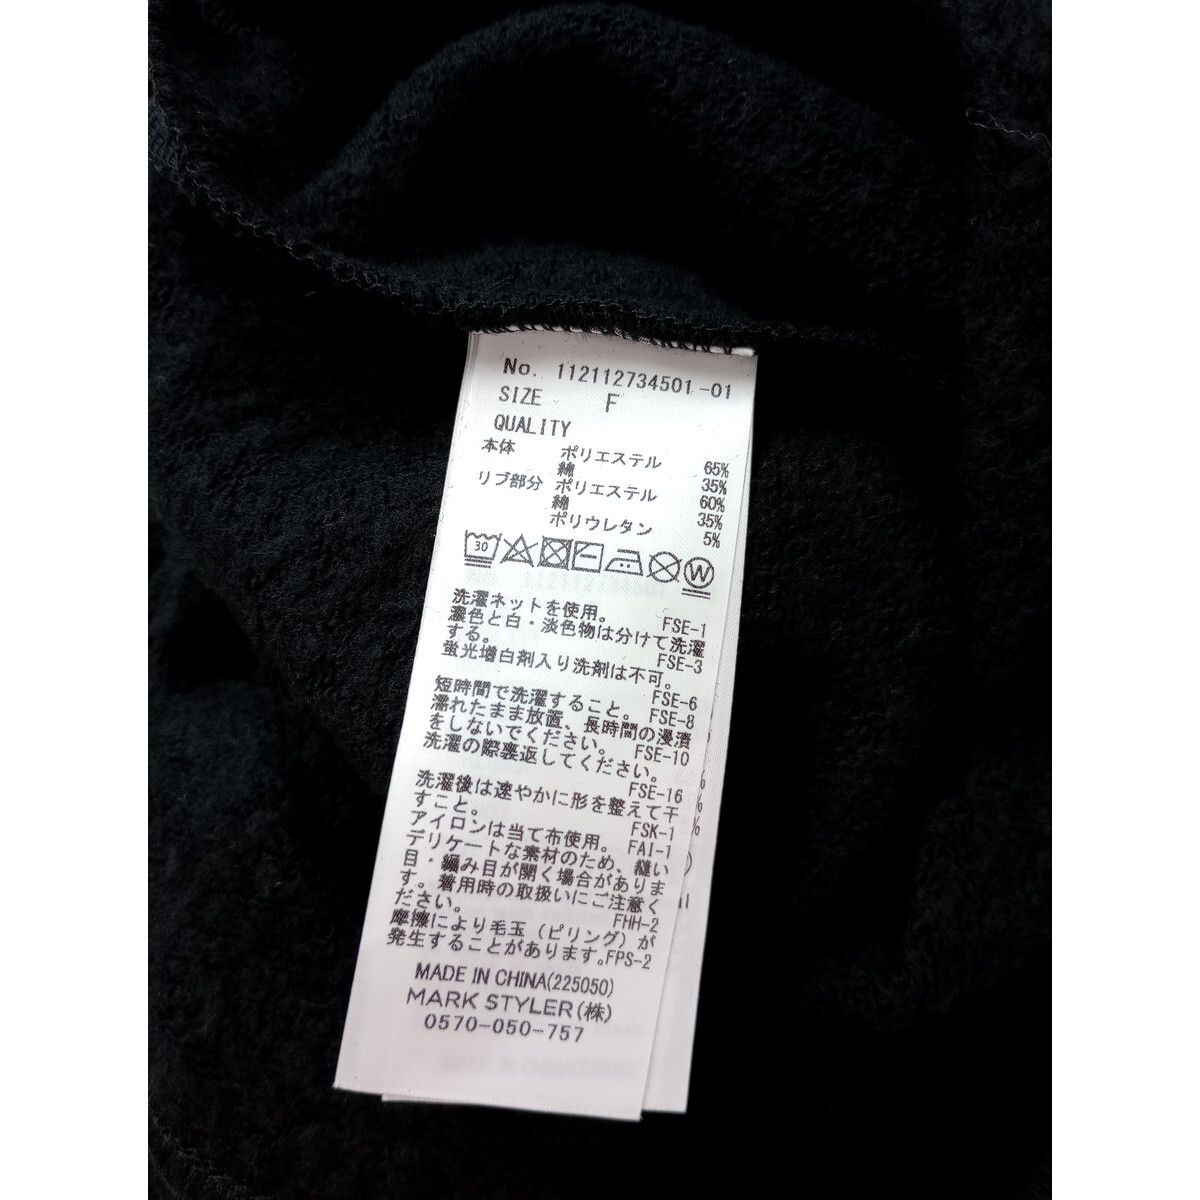 No. 112112734501-01
SIZE F
QUALITY
本体 ポリエステル 65%
綿 35%
リブ部分 ポリエステル 60%
綿 35%
ポリウレタン 5%
30
W
洗濯ネットを使用。 FSE-1
濃色と白・淡色物は分けて洗濯
する。 FSE-3
蛍光増白剤入り洗剤は不可。
FSE-6
短時間で洗濯すること。 FSE-8
濡れたまま放置、長時間の浸漬
をしないでください。 FSE-10
洗濯の際裏返してください。
FSE-16
洗濯後は速やかに形を整えて干
すこと。 FSK-1
アイロンは当て布使用。 FAI-1
デリケートな素材のため、縫い
目・編み目が開く場合がありま
す。着用時の取扱いにご注意く
ださい。 FHH-2
摩擦により毛玉（ピリング）が
発生することがあります。FPS-2
MADE IN CHINA(225050)
MARK STYLER(株)
0570-050-757